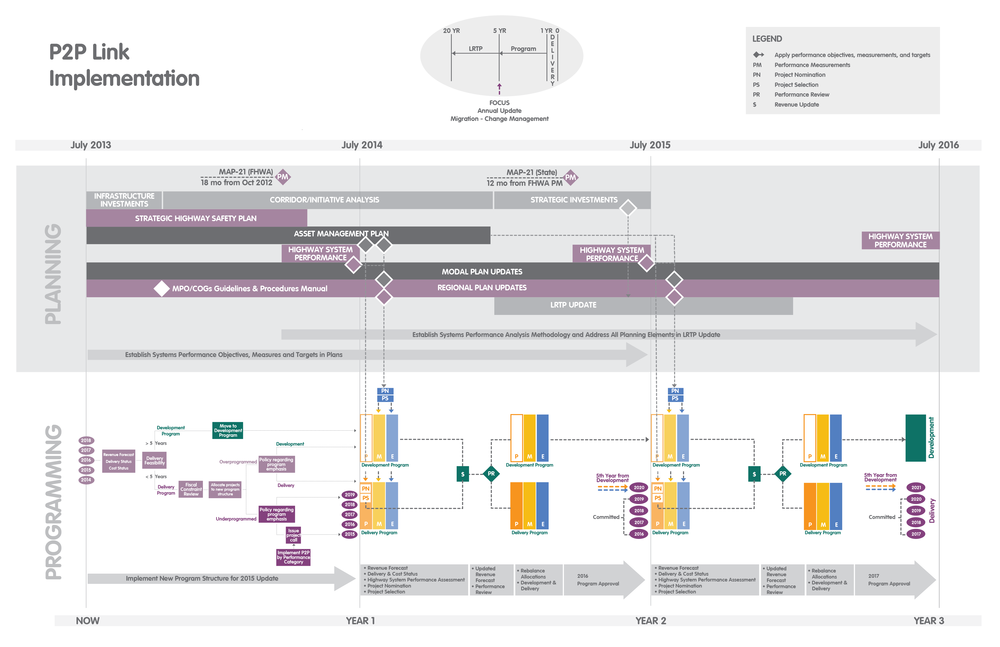 P2P Link
Implementation
20 YR
5 YR
1 YR 0
LRTP
Program
DELIVERY
FOCUS
Annual Update
Migration - Change Management
LEGEND
Apply performance objectives, measurements, and targets
PM Performance Measurements
PN Project Nomination
PS Project Selection
PR Performance Review
$ Revenue Update
July 2013
July 2014
July 2015
July 2016
PLANNING
MAP-21 (FHWA)
18 mo from Oct 2012
PM
MAP-21 (State)
12 mo from FHWA PM
PM
INFRASTRUCTURE
INVESTMENTS
CORRIDOR/INITIATIVE ANALYSIS
STRATEGIC INVESTMENTS
STRATEGIC HIGHWAY SAFETY PLAN
ASSET MANAGEMENT PLAN
HIGHWAY SYSTEM
PERFORMANCE
HIGHWAY SYSTEM
PERFORMANCE
HIGHWAY SYSTEM
PERFORMANCE
MODAL PLAN UPDATES
MPO/COGs Guidelines & Procedures Manual
REGIONAL PLAN UPDATES
LRTP UPDATE
Establish Systems Performance Analysis Methodology and Address All Planning Elements in LRTP Update
Establish Systems Performance Objectives, Measures and Targets in Plans
PROGRAMMING
2018
2017
2016
2015
2014
Revenue Forecast
Delivery Status
Cost Status
Delivery
Feasibility
> 5 Years
< 5 Years
Development
Program
Move to
Development
Program
Delivery
Program
Fiscal
Constraint
Review
Allocate projects
to new program
structure
Overprogrammed
Policy regarding
program
emphasis
Development
Delivery
Underprogrammed
Policy regarding
program
emphasis
Issue
project
call
Implement P2P
by Performance
Category
2019
2018
2017
2016
2015
PN
PS
P M E
Development Program
PN
PS
P M E
Delivery Program
$
PR
P M E
Development Program
P M E
Delivery Program
5th Year from
Development
2020
2019
2018
2017
2016
Committed
PN
PS
P M E
Development Program
PN
PS
P M E
Delivery Program
$
PR
P M E
Development Program
P M E
Delivery Program
Development
5th Year from
Development
2021
2020
2019
2018
2017
Committed
Delivery
Implement New Program Structure for 2015 Update
• Revenue Forecast
• Delivery & Cost Status
• Highway System Performance Assessment
• Project Nomination
• Project Selection
• Updated
Revenue
Forecast
• Performance
Review
• Rebalance
Allocations
• Development &
Delivery
2016
Program Approval
• Revenue Forecast
• Delivery & Cost Status
• Highway System Performance Assessment
• Project Nomination
• Project Selection
• Updated
Revenue
Forecast
• Performance
Review
• Rebalance
Allocations
• Development &
Delivery
2017
Program Approval
NOW
YEAR 1
YEAR 2
YEAR 3